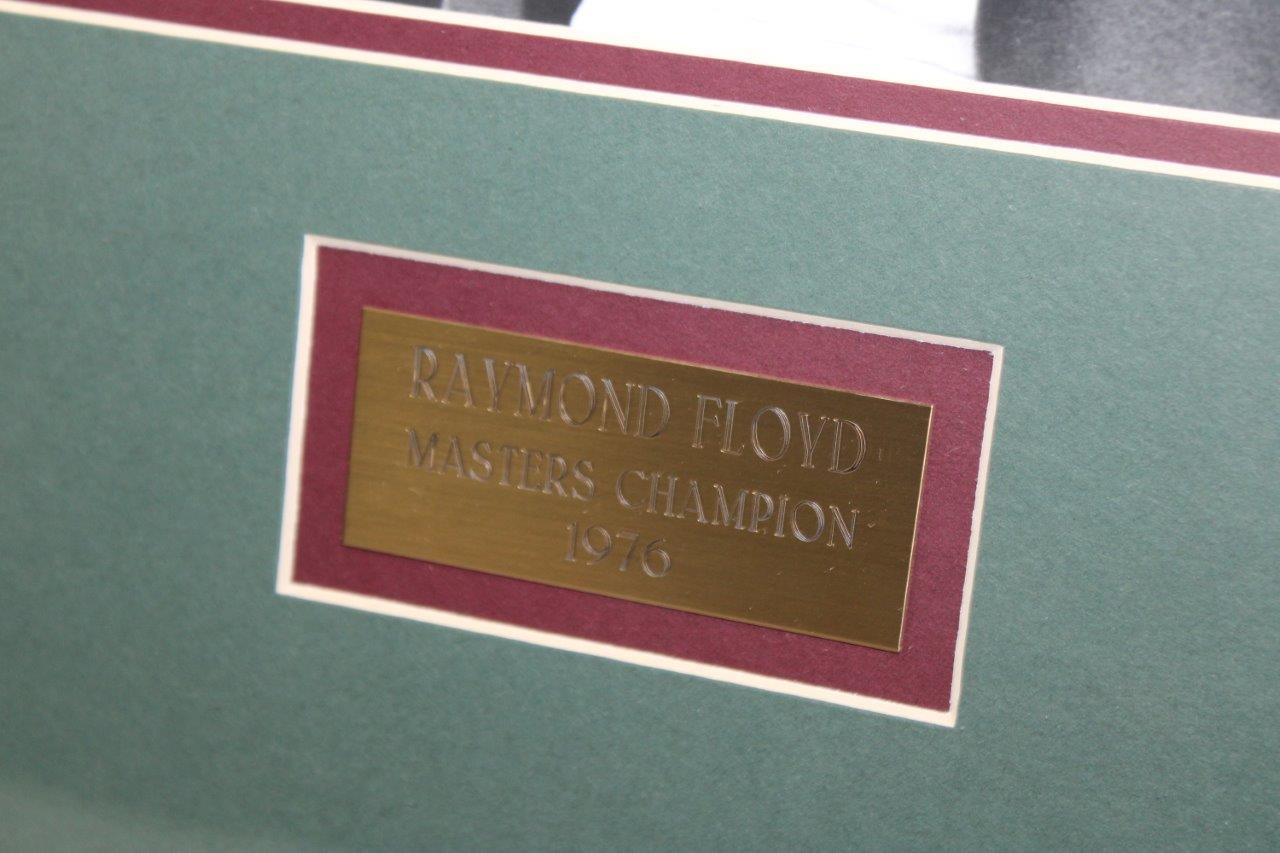 RAYMOND FLOYD
MASTERS CHAMPION
1976